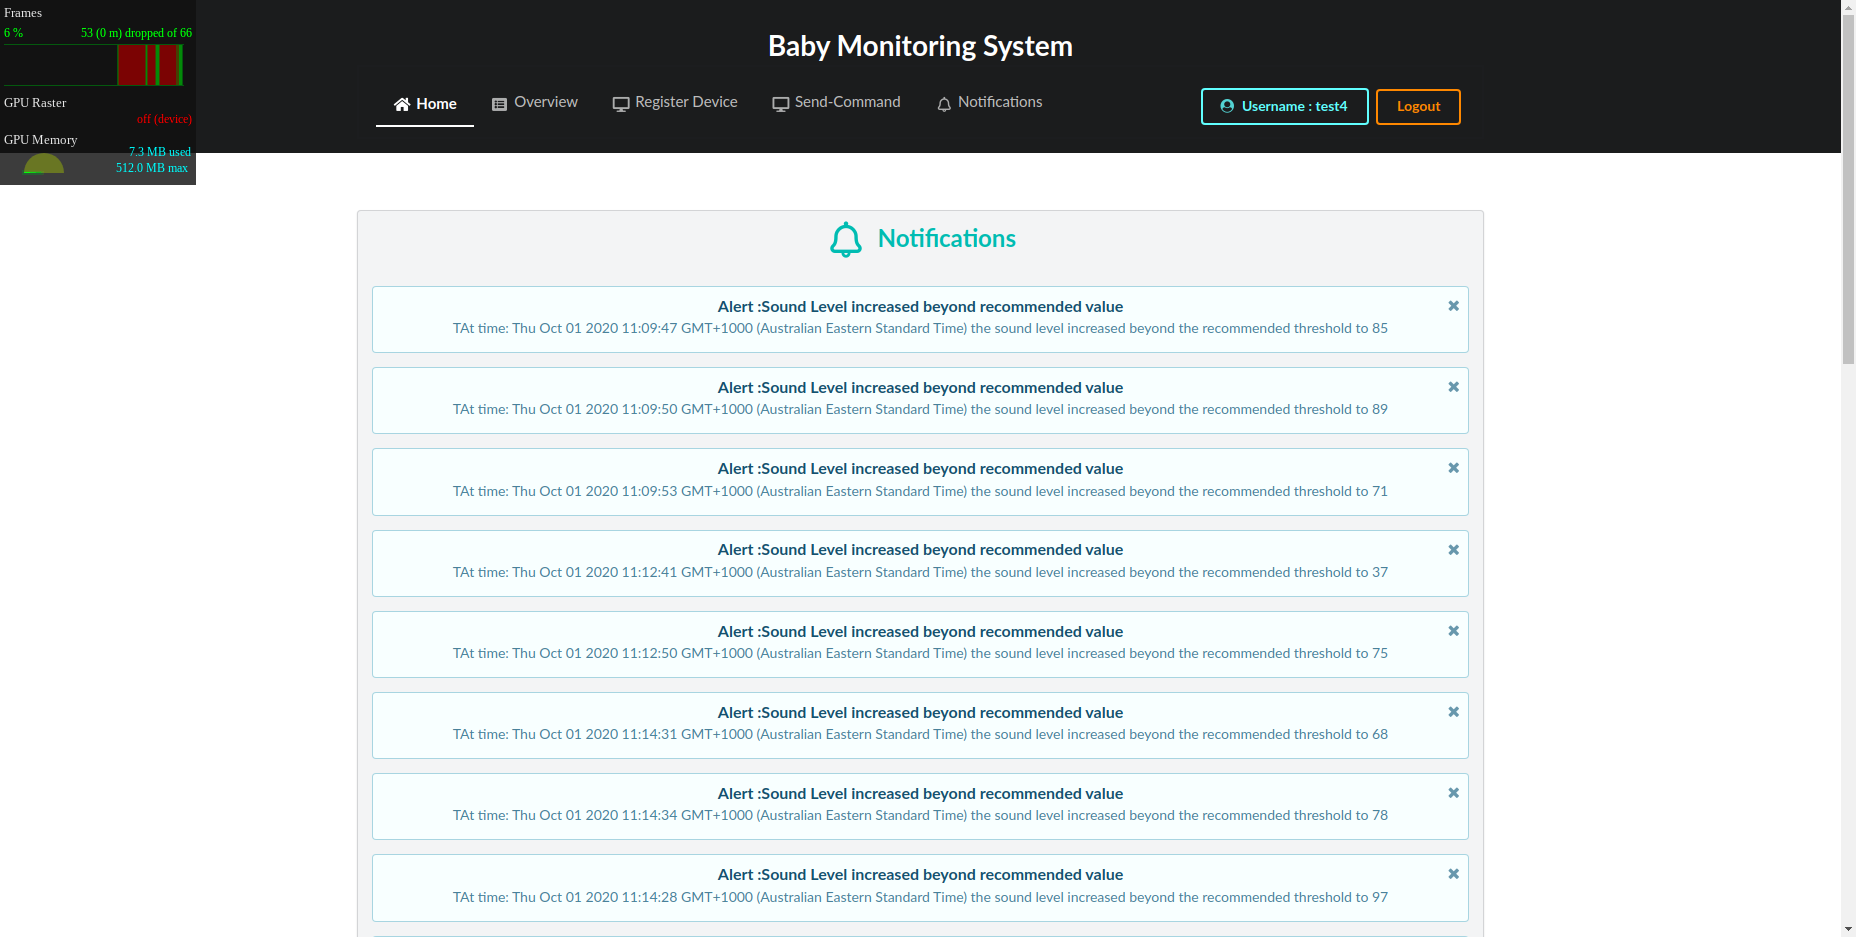 Frames
6 % 53 (0 m) dropped of 66
GPU Raster
off (device)
GPU Memory
7.3 MB used
512.0 MB max
Baby Monitoring System
Home Overview Register Device Send-Command Notifications Username : test4 Logout
Notifications
Alert :Sound Level increased beyond recommended value
TAt time: Thu Oct 01 2020 11:09:47 GMT+1000 (Australian Eastern Standard Time) the sound level increased beyond the recommended threshold to 85
Alert :Sound Level increased beyond recommended value
TAt time: Thu Oct 01 2020 11:09:50 GMT+1000 (Australian Eastern Standard Time) the sound level increased beyond the recommended threshold to 89
Alert :Sound Level increased beyond recommended value
TAt time: Thu Oct 01 2020 11:09:53 GMT+1000 (Australian Eastern Standard Time) the sound level increased beyond the recommended threshold to 71
Alert :Sound Level increased beyond recommended value
TAt time: Thu Oct 01 2020 11:12:41 GMT+1000 (Australian Eastern Standard Time) the sound level increased beyond the recommended threshold to 37
Alert :Sound Level increased beyond recommended value
TAt time: Thu Oct 01 2020 11:12:50 GMT+1000 (Australian Eastern Standard Time) the sound level increased beyond the recommended threshold to 75
Alert :Sound Level increased beyond recommended value
TAt time: Thu Oct 01 2020 11:14:31 GMT+1000 (Australian Eastern Standard Time) the sound level increased beyond the recommended threshold to 68
Alert :Sound Level increased beyond recommended value
TAt time: Thu Oct 01 2020 11:14:34 GMT+1000 (Australian Eastern Standard Time) the sound level increased beyond the recommended threshold to 78
Alert :Sound Level increased beyond recommended value
TAt time: Thu Oct 01 2020 11:14:28 GMT+1000 (Australian Eastern Standard Time) the sound level increased beyond the recommended threshold to 97